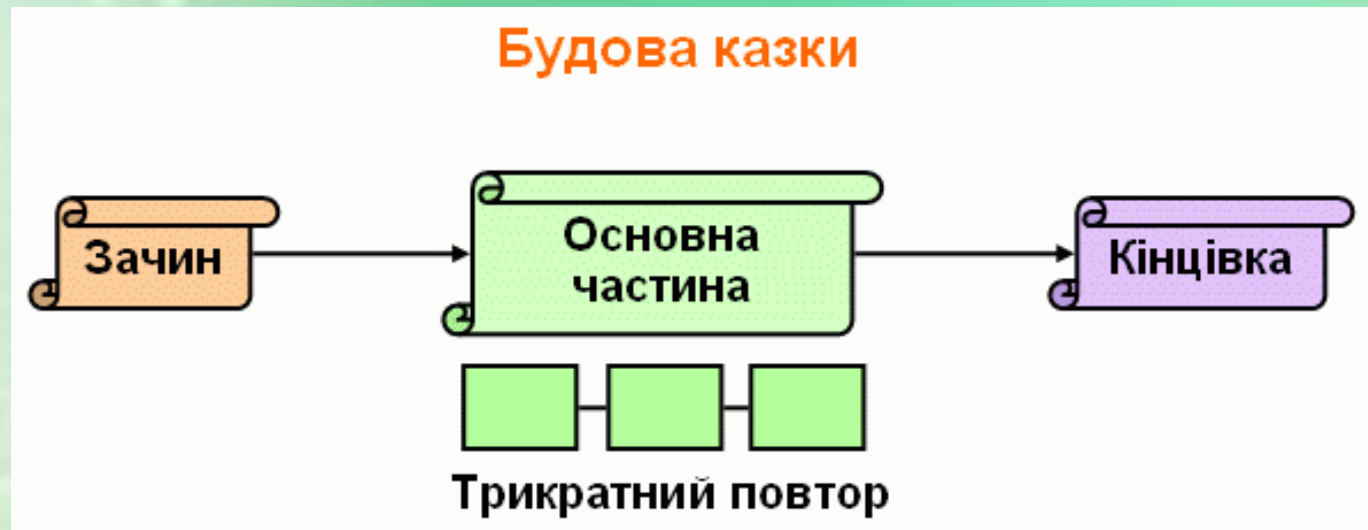 Будова казки
Зачин
Основна
частина
Кінцівка
Трикратний повтор